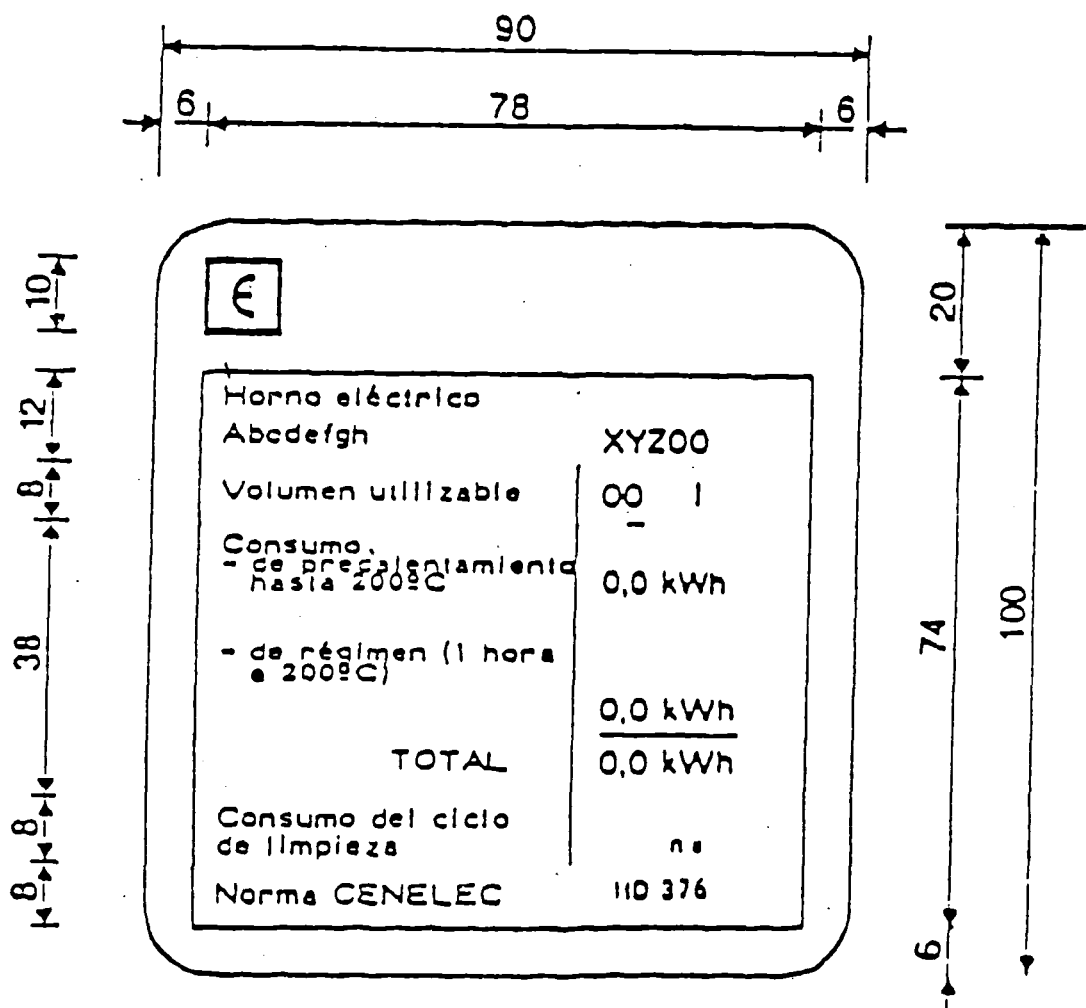 90
6 78 6
10
20
Є
12
Horno eléctrico
Abcdefgh XYZ00
8
Volumen utilizable 00 l
Consumo.
- de precalentamiento
hasta 200ºC 0,0 kWh
38
74
100
- de régimen (1 hora
a 200ºC)
0,0 kWh
TOTAL 0,0 kWh
8
Consumo del ciclo
de limpieza
8
Norma CENELEC HD 376
6